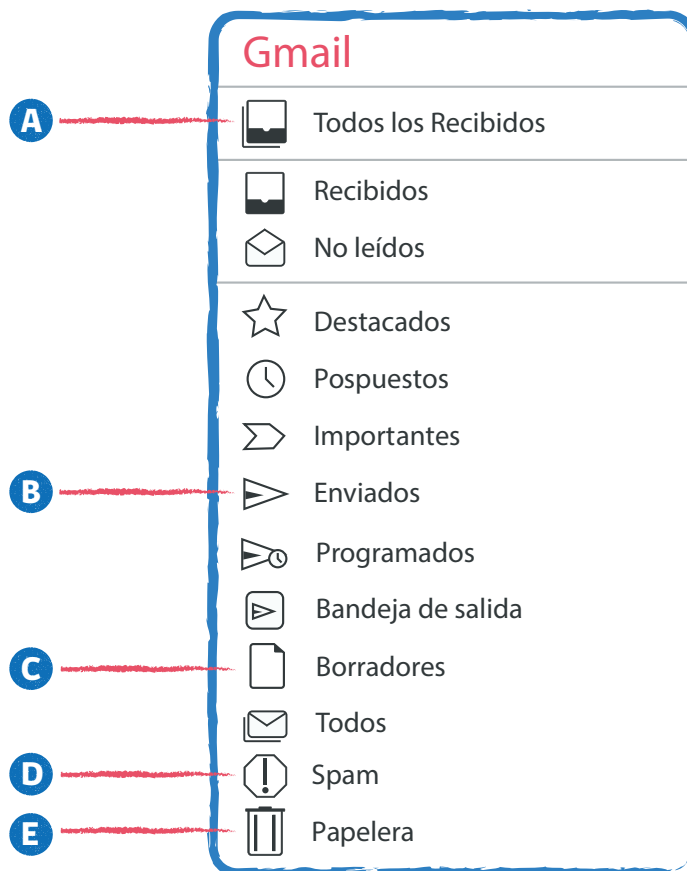 Gmail
A Todos los Recibidos
Recibidos
No leídos
Destacados
Pospuestos
Importantes
B Enviados
Programados
Bandeja de salida
C Borradores
Todos
D Spam
E Papelera